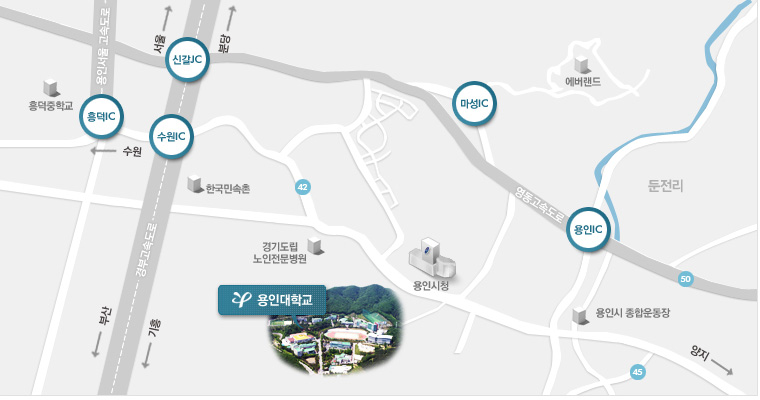 용인서울 고속도로
서울
분당
신갈JC
에버랜드
마성IC
흥덕중학교
흥덕IC
수원IC
수원
한국민속촌
42
둔전리
영동고속도로
용인IC
경부고속도로
경기도립
노인전문병원
용인시청
50
용인대학교
부산
기흥
용인시 종합운동장
양지
45